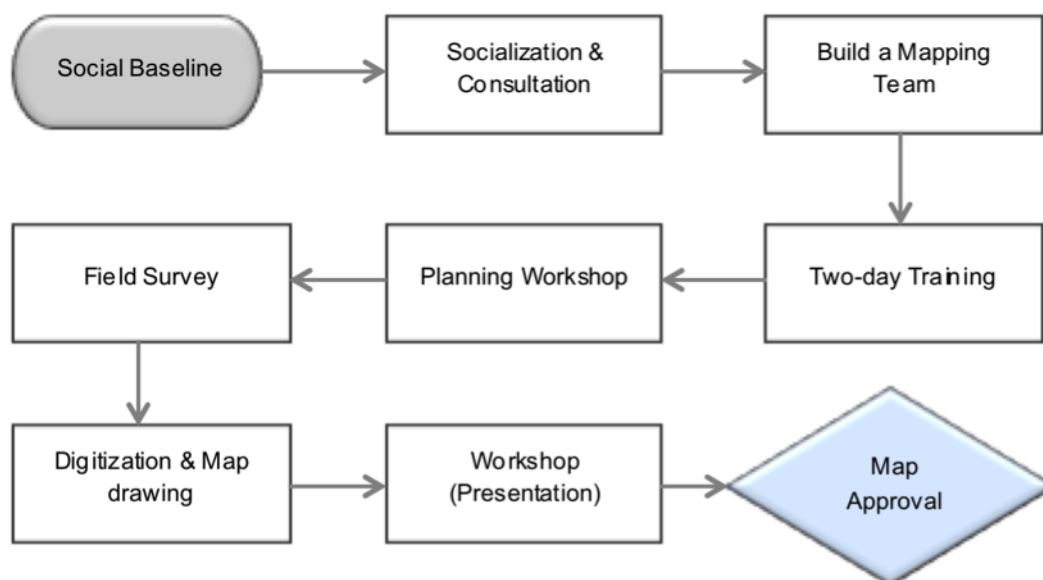 Social Baseline
Socialization &
Consultation
Build a Mapping
Team
Two-day Training
Planning Workshop
Field Survey
Digitization & Map
drawing
Workshop
(Presentation)
Map
Approval